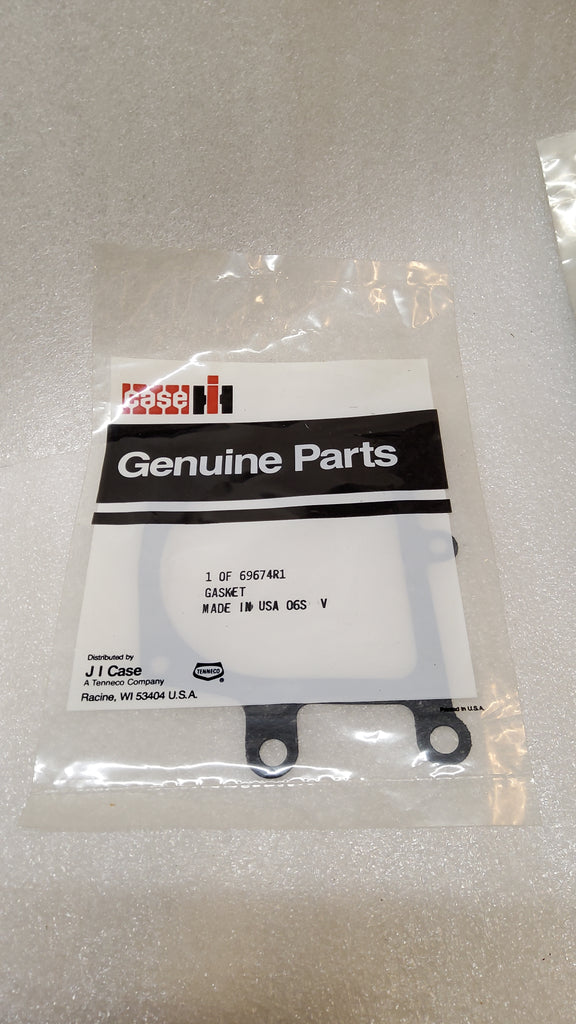 case IH
Genuine Parts
1 OF 69674R1
GASKET
MADE IN USA 06S V
Distributed by
J I Case
A Tenneco Company
TENNECO
Racine, WI 53404 U.S.A.
Printed in U.S.A.